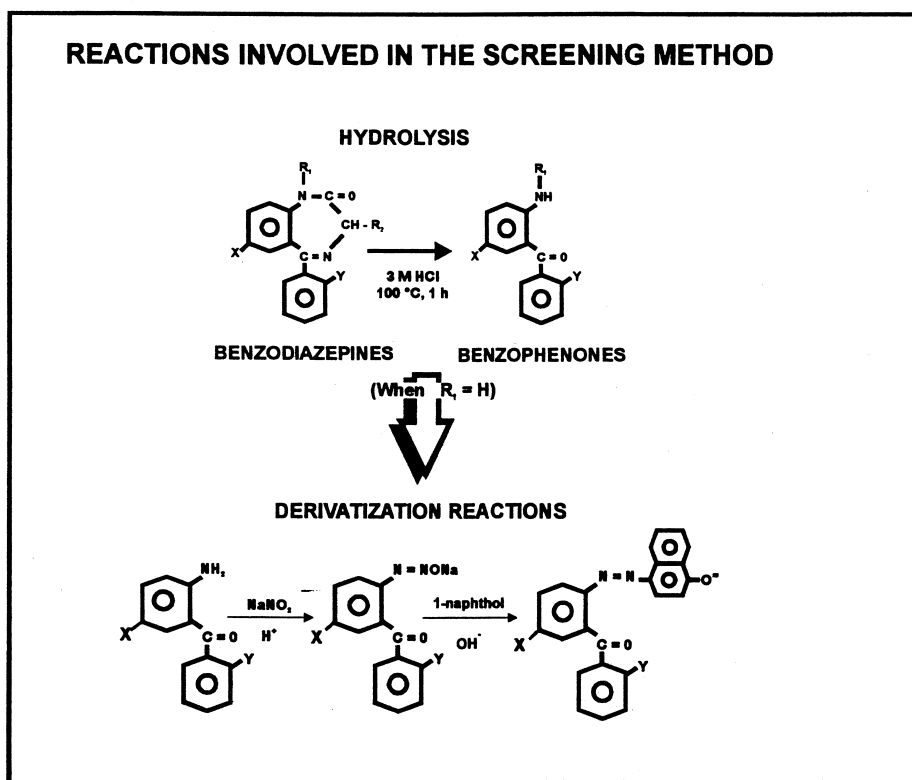 REACTIONS INVOLVED IN THE SCREENING METHOD
HYDROLYSIS
R₁
N – C = O
CH - R₂
X
C = N
Y
3 M HCl
100 °C, 1 h
R₁
NH
X
C = O
Y
BENZODIAZEPINES
BENZOPHENONES
(When R₁ = H)
DERIVATIZATION REACTIONS
NH₂
X
C = O
Y
NaNO₂
H⁺
N = NONa
X
C = O
Y
1-naphthol
OH⁻
N = N
O⁻
X
C = O
Y